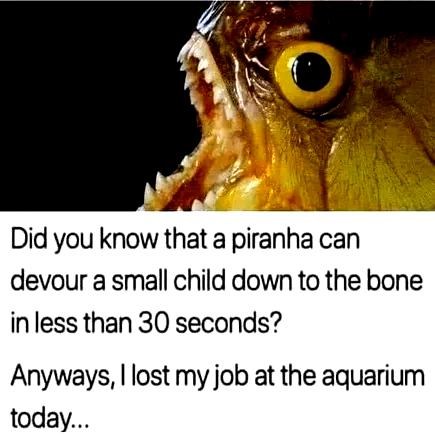 Did you know that a piranha can
devour a small child down to the bone
in less than 30 seconds?
Anyways, I lost my job at the aquarium
today...